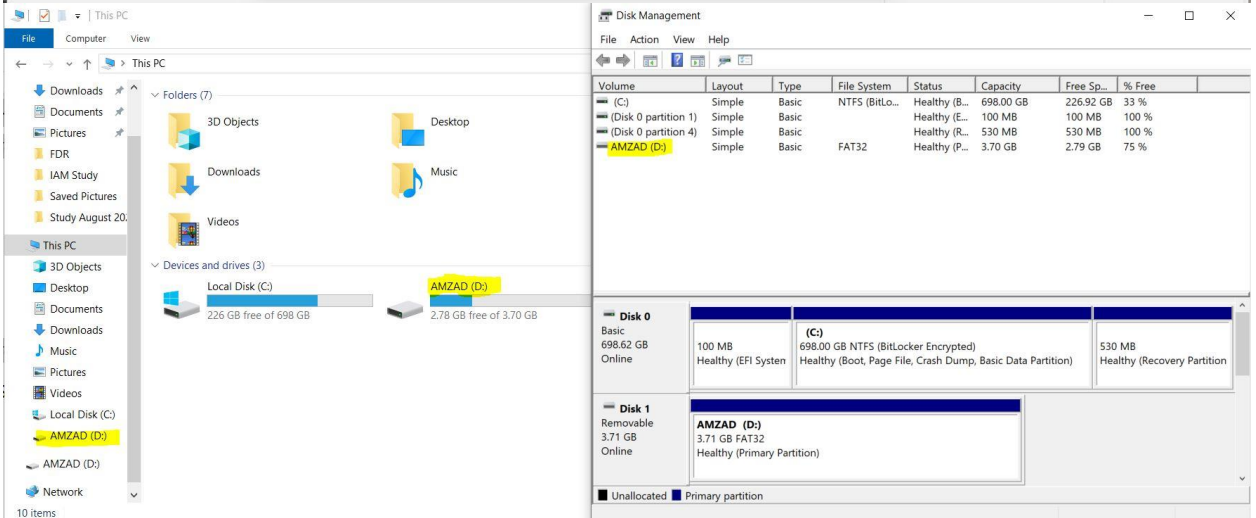 This PC
File Computer View
This PC
Downloads
Documents
Pictures
FDR
IAM Study
Saved Pictures
Study August 20
This PC
3D Objects
Desktop
Documents
Downloads
Music
Pictures
Videos
Local Disk (C:)
AMZAD (D:)
AMZAD (D:)
Network
10 items
Folders (7)
3D Objects Desktop
Downloads Music
Videos
Devices and drives (3)
Local Disk (C:) AMZAD (D:)
226 GB free of 698 GB 2.78 GB free of 3.70 GB
Disk Management
File Action View Help
Volume Layout Type File System Status Capacity Free Sp... % Free
(C:) Simple Basic NTFS (BitLo... Healthy (B... 698.00 GB 226.92 GB 33 %
(Disk 0 partition 1) Simple Basic Healthy (E... 100 MB 100 MB 100 %
(Disk 0 partition 4) Simple Basic Healthy (R... 530 MB 530 MB 100 %
AMZAD (D:) Simple Basic FAT32 Healthy (P... 3.70 GB 2.79 GB 75 %
Disk 0
Basic
698.62 GB
Online
100 MB
Healthy (EFI System
(C:)
698.00 GB NTFS (BitLocker Encrypted)
Healthy (Boot, Page File, Crash Dump, Basic Data Partition)
530 MB
Healthy (Recovery Partition
Disk 1
Removable
3.71 GB
Online
AMZAD (D:)
3.71 GB FAT32
Healthy (Primary Partition)
Unallocated Primary partition